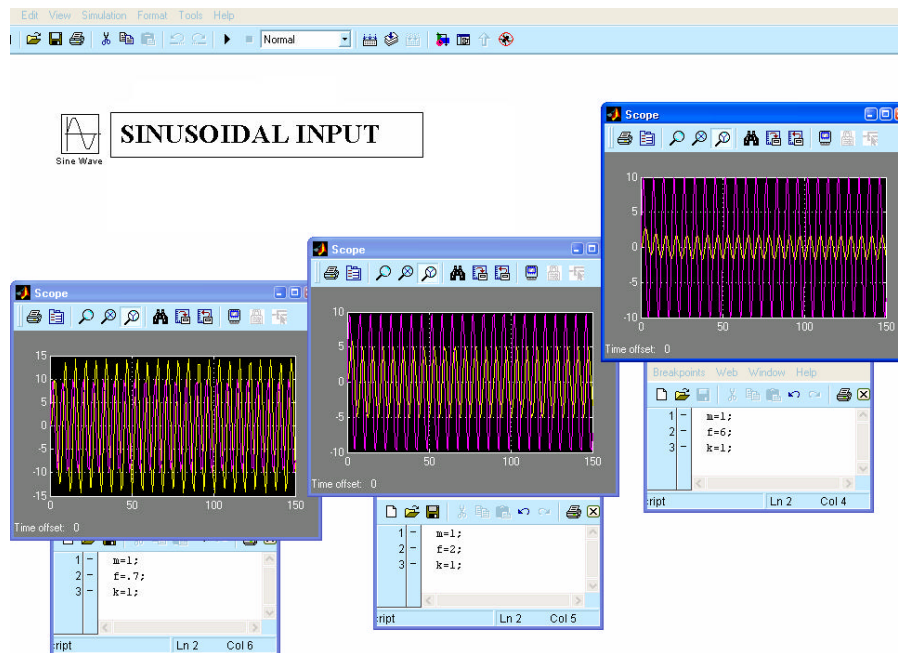 Edit View Simulation Format Tools Help
Normal
Sine Wave
SINUSOIDAL INPUT
Scope
10
5
0
-5
-10
0 50 100 150
Time offset: 0
Breakpoints Web Window Help
1 - m=1;
2 - f=6;
3 - k=1;
ript Ln 2 Col 4
Scope
10
5
0
-5
-10
0 50 100 150
Time offset: 0
1 - m=1;
2 - f=2;
3 - k=1;
ript Ln 2 Col 5
Scope
15
10
5
0
-5
-10
-15
0 50 100 150
Time offset: 0
1 - m=1;
2 - f=.7;
3 - k=1;
ript Ln 2 Col 6